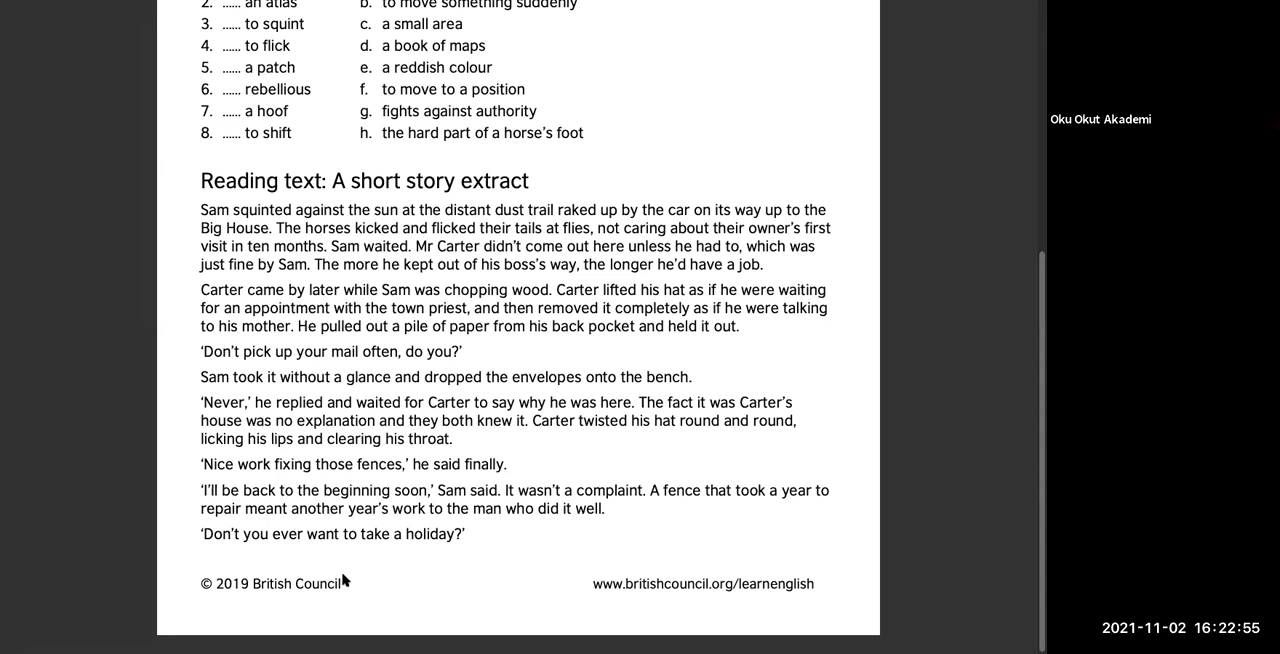 2. ...... an atlas b. to move something suddenly
3. ...... to squint c. a small area
4. ...... to flick d. a book of maps
5. ...... a patch e. a reddish colour
6. ...... rebellious f. to move to a position
7. ...... a hoof g. fights against authority
8. ...... to shift h. the hard part of a horse’s foot
Reading text: A short story extract
Sam squinted against the sun at the distant dust trail raked up by the car on its way up to the
Big House. The horses kicked and flicked their tails at flies, not caring about their owner’s first
visit in ten months. Sam waited. Mr Carter didn’t come out here unless he had to, which was
just fine by Sam. The more he kept out of his boss’s way, the longer he’d have a job.
Carter came by later while Sam was chopping wood. Carter lifted his hat as if he were waiting
for an appointment with the town priest, and then removed it completely as if he were talking
to his mother. He pulled out a pile of paper from his back pocket and held it out.
‘Don’t pick up your mail often, do you?’
Sam took it without a glance and dropped the envelopes onto the bench.
‘Never,’ he replied and waited for Carter to say why he was here. The fact it was Carter’s
house was no explanation and they both knew it. Carter twisted his hat round and round,
licking his lips and clearing his throat.
‘Nice work fixing those fences,’ he said finally.
‘I’ll be back to the beginning soon,’ Sam said. It wasn’t a complaint. A fence that took a year to
repair meant another year’s work to the man who did it well.
‘Don’t you ever want to take a holiday?’
© 2019 British Council www.britishcouncil.org/learnenglish
Oku Okut Akademi
2021-11-02 16:22:55